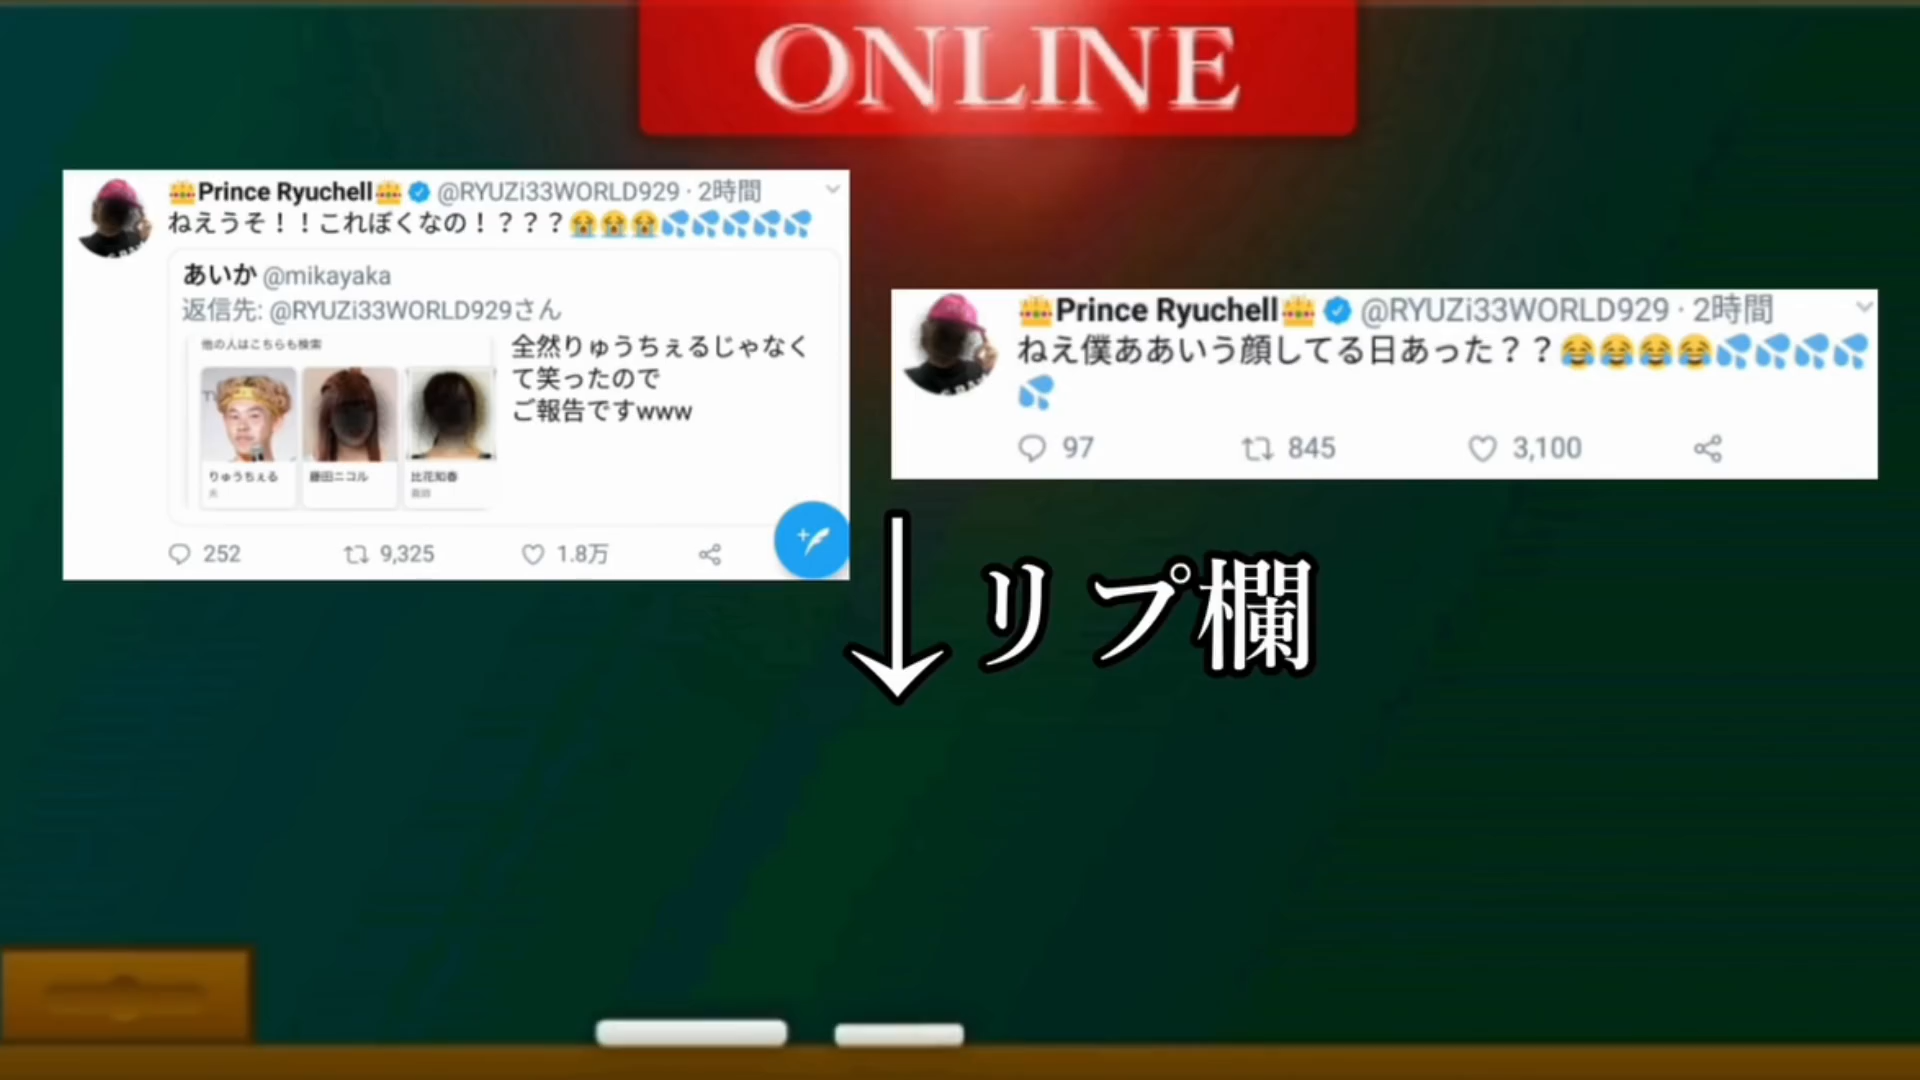 ONLINE
👑Prince Ryuchell👑 @RYUZi33WORLD929 · 2時間
ねえうそ！！これぼくなの！？？？😭😭😭💦💦💦💦💦
あいか @mikayaka
返信先: @RYUZi33WORLD929さん
他の人はこちらも検索
全然りゅうちぇるじゃなく
て笑ったので
ご報告ですwww
りゅうちぇる
夫
藤田ニコル
比花知春
252 9,325 1.8万
👑Prince Ryuchell👑 @RYUZi33WORLD929 · 2時間
ねえ僕ああいう顔してる日あった？？😂😂😂😂💦💦💦💦
💦
97 845 3,100
↓リプ欄